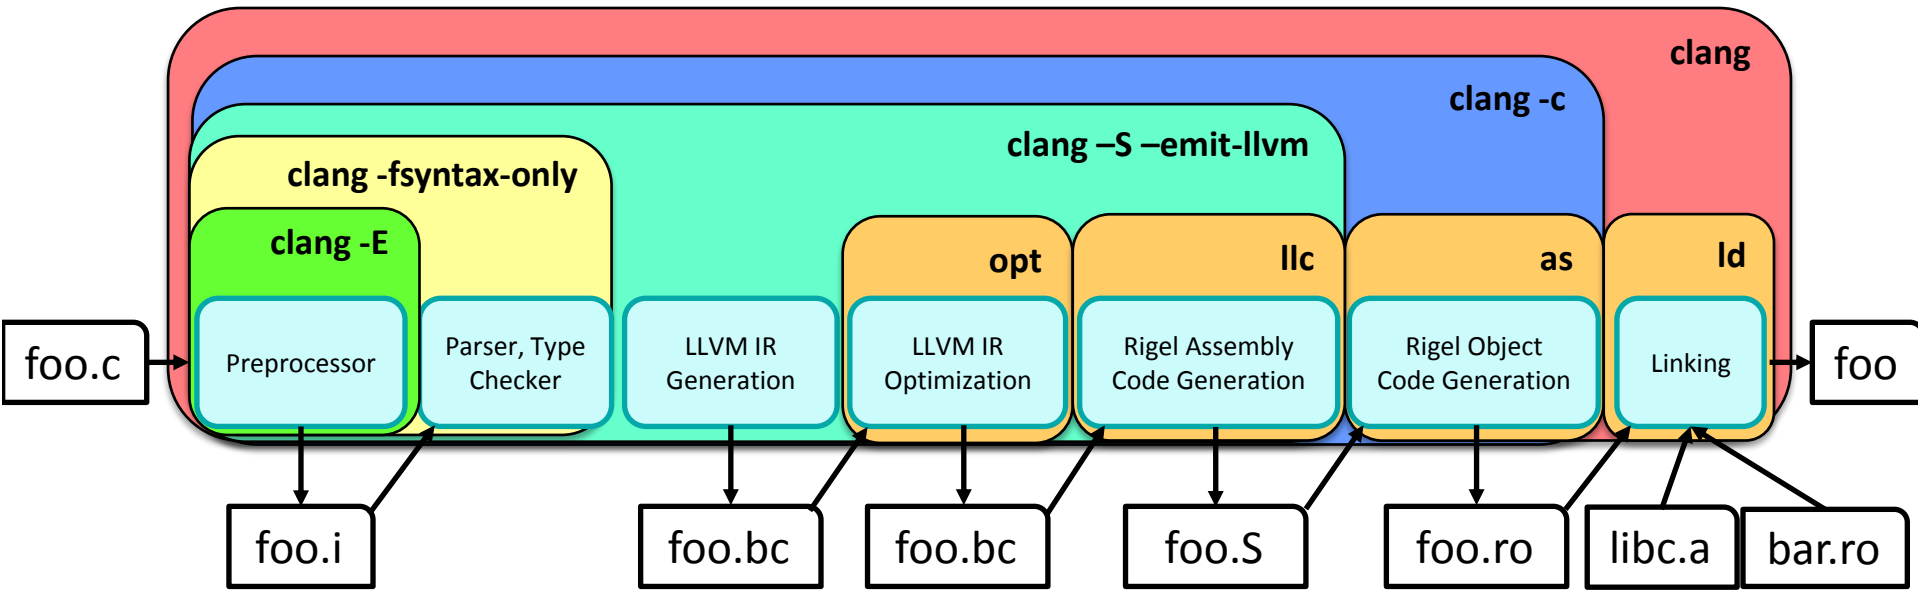 clang
clang -c
clang –S –emit-llvm
clang -fsyntax-only
clang -E
opt
llc
as
ld
foo.c
Preprocessor
Parser, Type
Checker
LLVM IR
Generation
LLVM IR
Optimization
Rigel Assembly
Code Generation
Rigel Object
Code Generation
Linking
foo
foo.i
foo.bc
foo.bc
foo.S
foo.ro
libc.a
bar.ro